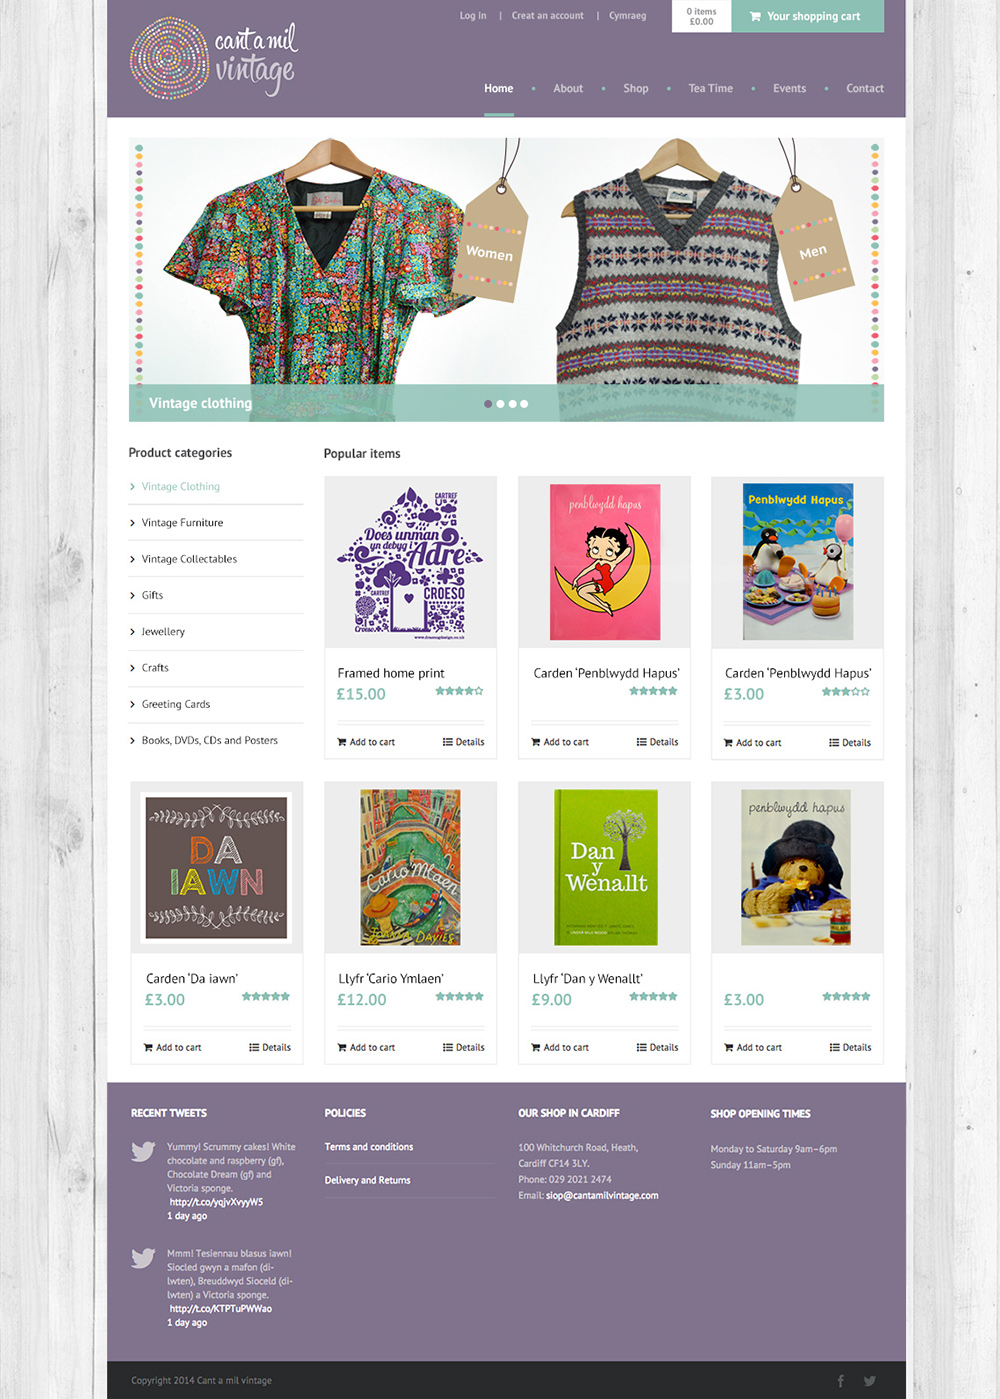 cant a mil
vintage
Log in | Creat an account | Cymraeg
0 items
£0.00
Your shopping cart
Home • About • Shop • Tea Time • Events • Contact
Women
Men
Vintage clothing
Product categories
Vintage Clothing
Vintage Furniture
Vintage Collectables
Gifts
Jewellery
Crafts
Greeting Cards
Books, DVDs, CDs and Posters
Popular items
CARTREF
Does unman
yn debyg i
Adre
CARTREF
CROESO
Croeso
Framed home print
£15.00
Add to cart Details
penblwydd hapus
Carden ‘Penblwydd Hapus’
Add to cart Details
Penblwydd Hapus
Carden ‘Penblwydd Hapus’
£3.00
Add to cart Details
DA
IAWN
Carden ‘Da iawn’
£3.00
Add to cart Details
Cario Mlaen
DAVIES
Llyfr ‘Cario Ymlaen’
£12.00
Add to cart Details
Dan
y
Wenallt
Llyfr ‘Dan y Wenallt’
£9.00
Add to cart Details
penblwydd hapus
£3.00
Add to cart Details
RECENT TWEETS
Yummy! Scrummy cakes! White
chocolate and raspberry (gf),
Chocolate Dream (gf) and
Victoria sponge.
http://t.co/yqjvXvyyW5
1 day ago
Mmm! Tesiennau blasus iawn!
Siocled gwyn a mafon (di-
lwten), Breuddwyd Sioceld (di-
lwten) a Victoria sponge.
http://t.co/KTPTuPWWao
1 day ago
POLICIES
Terms and conditions
Delivery and Returns
OUR SHOP IN CARDIFF
100 Whitchurch Road, Heath,
Cardiff CF14 3LY.
Phone: 029 2021 2474
Email: siop@cantamilvintage.com
SHOP OPENING TIMES
Monday to Saturday 9am–6pm
Sunday 11am–5pm
Copyright 2014 Cant a mil vintage